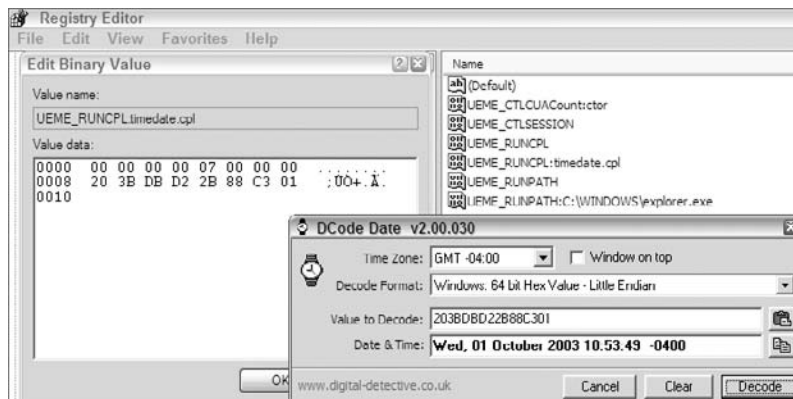 Registry Editor
File Edit View Favorites Help
Edit Binary Value
Value name:
UEME_RUNCPL:timedate.cpl
Value data:
0000 00 00 00 00 07 00 00 00 ........
0008 20 3B DB D2 2B 88 C3 01 ;ÛÒ+.Ã.
0010
OK
Name
(Default)
UEME_CTLCUACount:ctor
UEME_CTLSESSION
UEME_RUNCPL
UEME_RUNCPL:timedate.cpl
UEME_RUNPATH
UEME_RUNPATH:C:\WINDOWS\explorer.exe
DCode Date v2.00.030
Time Zone: GMT -04:00 Window on top
Decode Format: Windows: 64 bit Hex Value - Little Endian
Value to Decode: 203BDBD22B88C301
Date & Time: Wed, 01 October 2003 10.53.49 -0400
www.digital-detective.co.uk Cancel Clear Decode